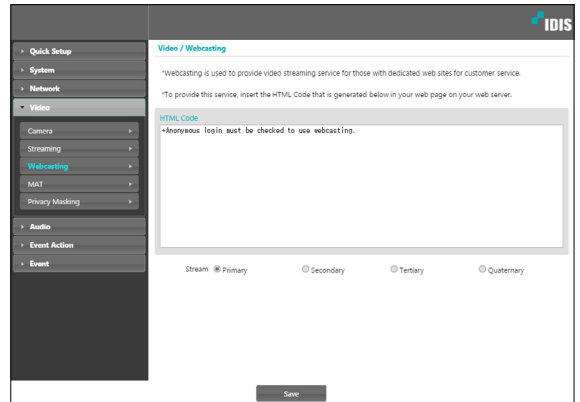 IDIS
Quick Setup
System
Network
Video
Camera
Streaming
Webcasting
MAT
Privacy Masking
Audio
Event Action
Event
Video / Webcasting
*Webcasting is used to provide video streaming service for those with dedicated web sites for customer service.
*To provide this service, insert the HTML Code that is generated below in your web page on your web server.
HTML Code
+Anonymous login must be checked to use webcasting.
Stream Primary Secondary Tertiary Quaternary
Save